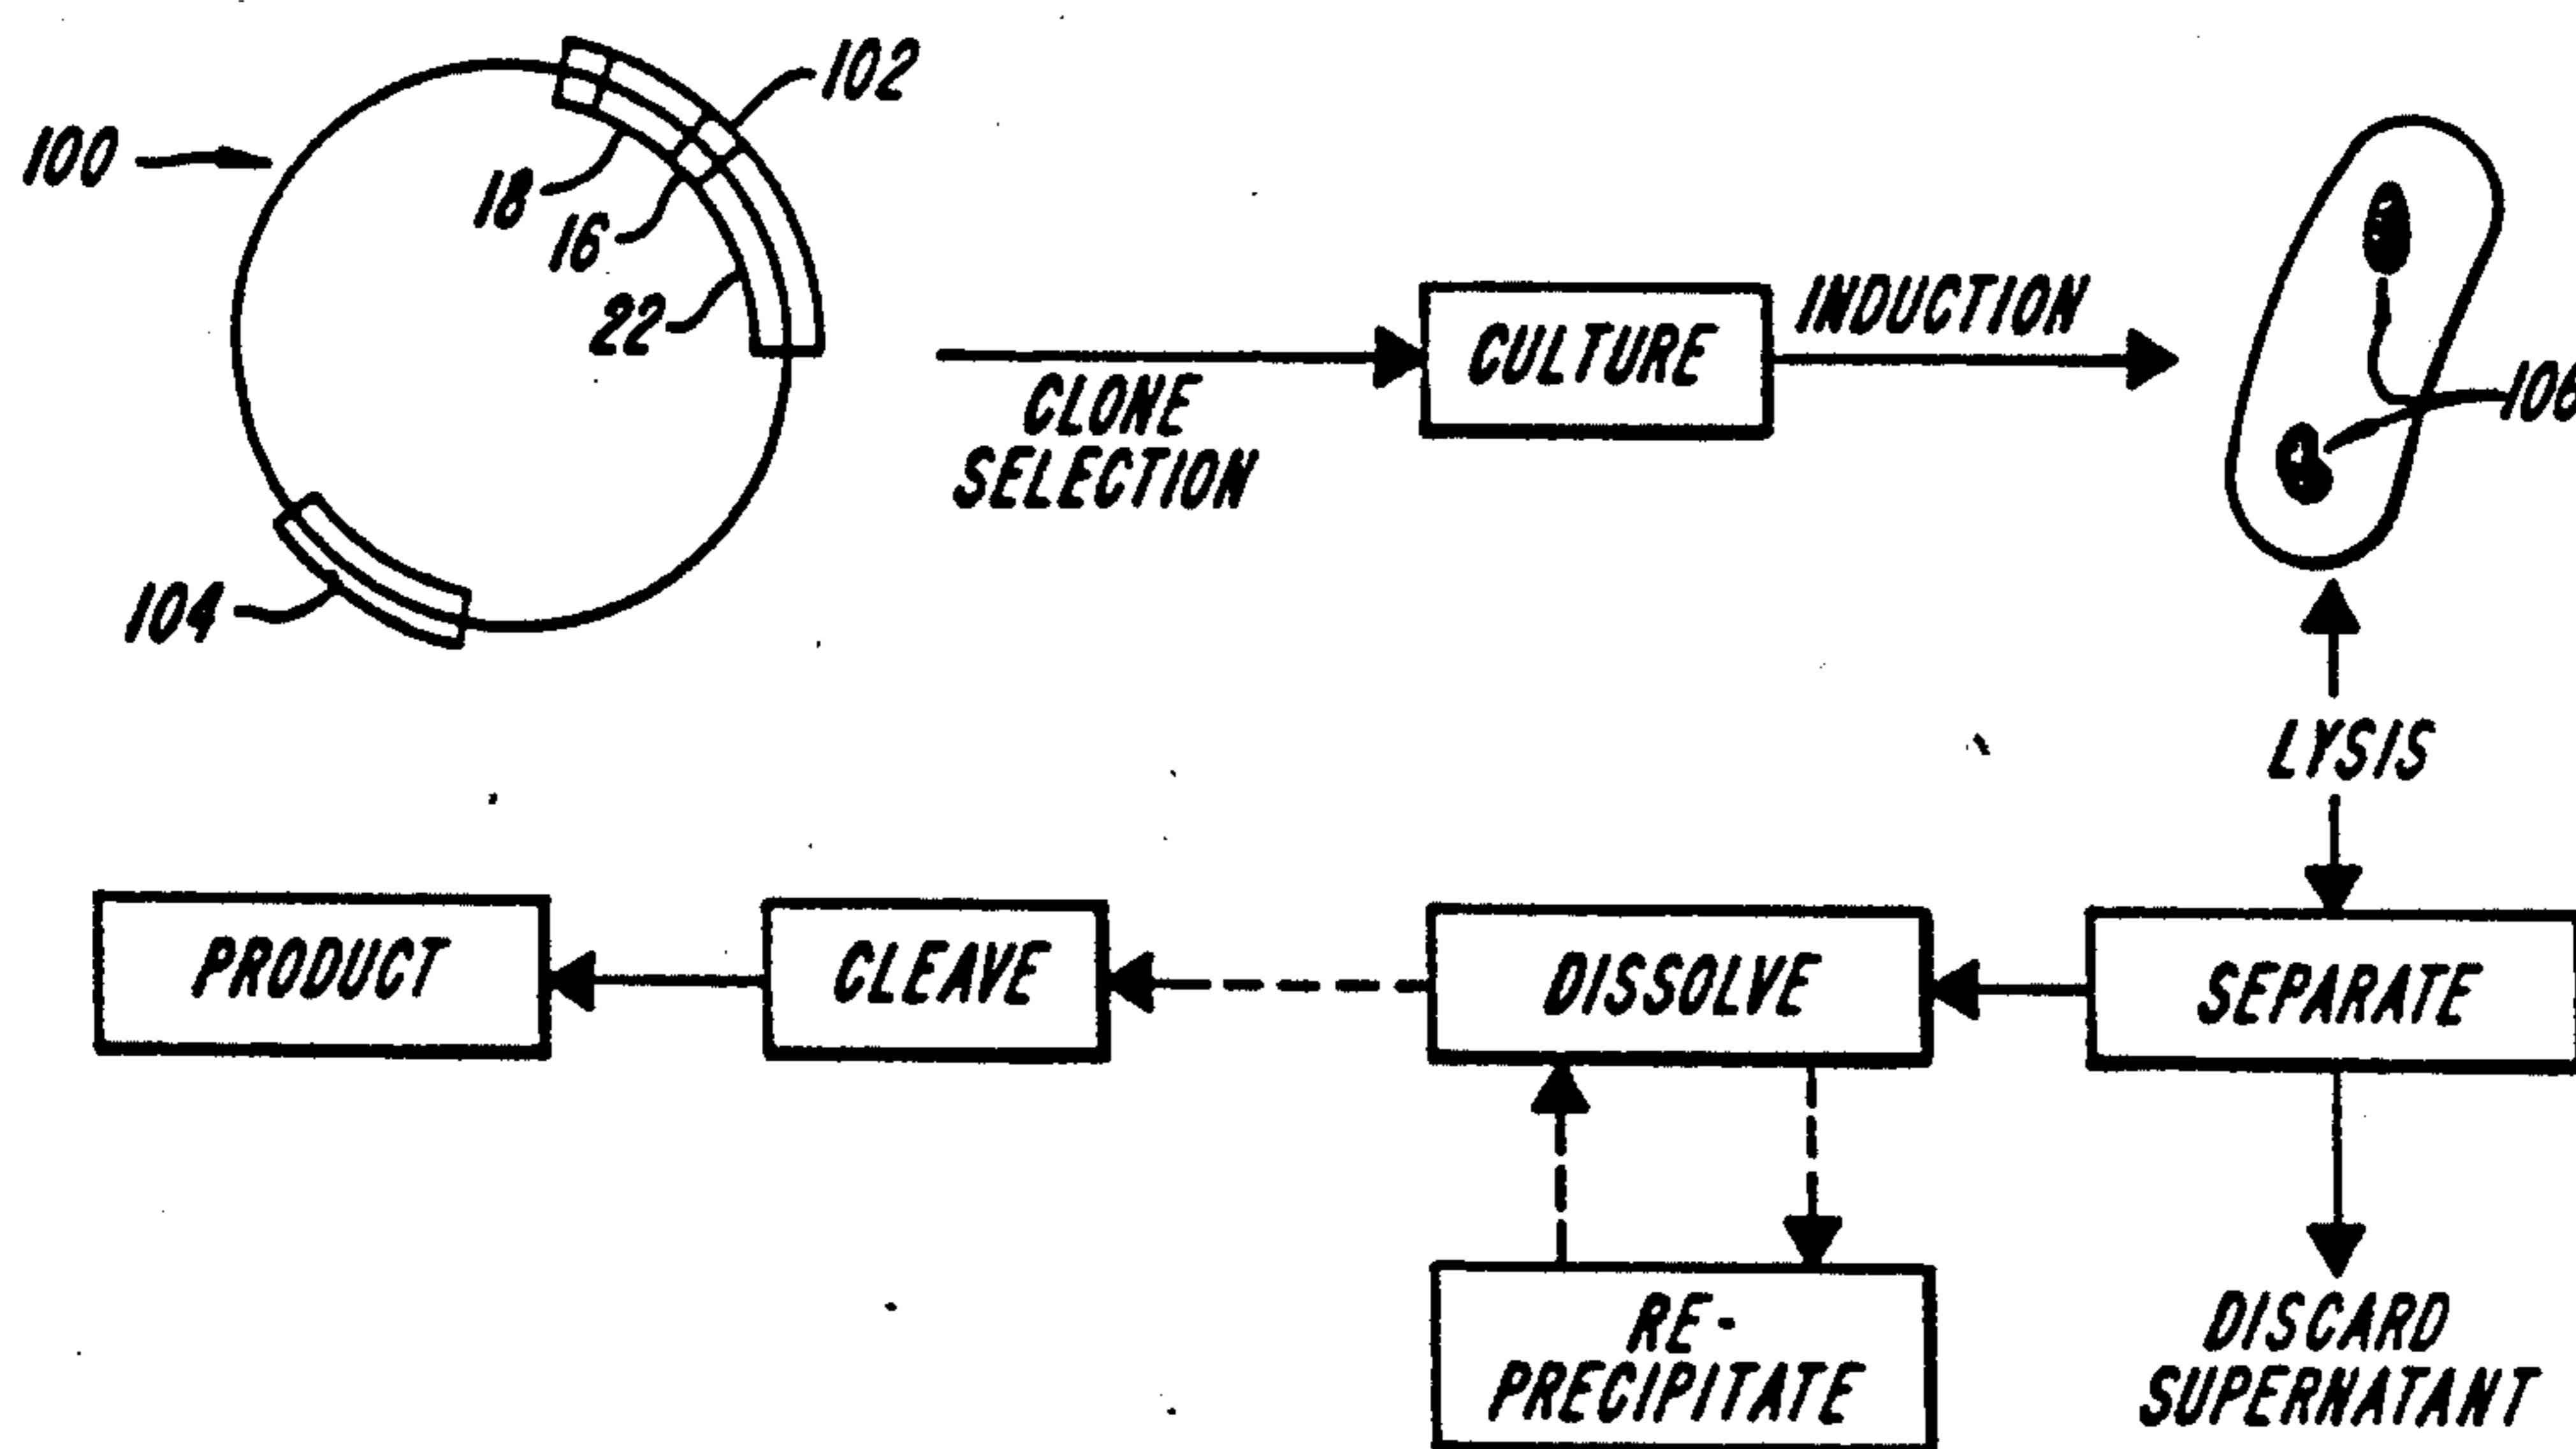 102
100
18
16
22
104
CLONE
SELECTION
CULTURE
INDUCTION
106
LYSIS
PRODUCT
CLEAVE
DISSOLVE
SEPARATE
RE-
PRECIPITATE
DISCARD
SUPERNATANT